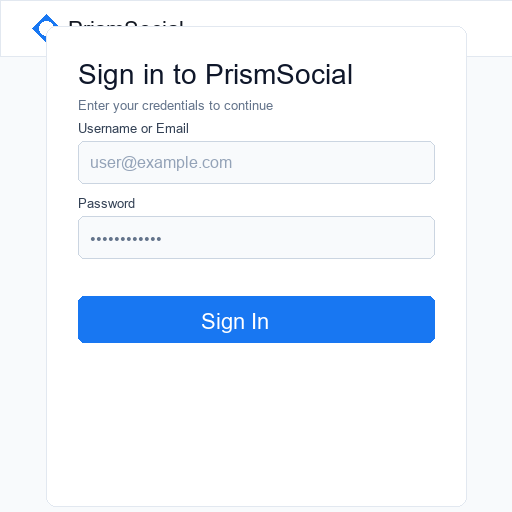 PrismSocial
Sign in to PrismSocial
Enter your credentials to continue
Username or Email
user@example.com
Password
••••••••••••
Sign In